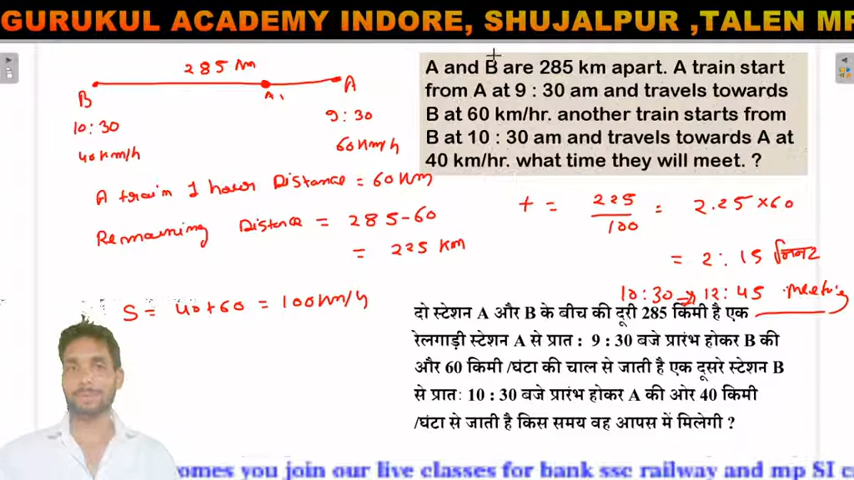 GURUKUL ACADEMY INDORE, SHUJALPUR ,TALEN MP
285 Km
B
A1
A
10:30
9:30
40 Km/h
60 Km/h
A train 1 hour Distance = 60 Km
Remaining Distance = 285-60
= 225 Km
S = 40+60 = 100 Km/h
A and B are 285 km apart. A train start
from A at 9 : 30 am and travels towards
B at 60 km/hr. another train starts from
B at 10 : 30 am and travels towards A at
40 km/hr. what time they will meet. ?
t = 225/100 = 2.25×60
= 2:15 मिनट
10:30 → 12:45 meeting
दो स्टेशन A और B के बीच की दूरी 285 किमी है एक
रेलगाड़ी स्टेशन A से प्रात : 9 : 30 बजे प्रारंभ होकर B की
और 60 किमी /घंटा की चाल से जाती है एक दूसरे स्टेशन B
से प्रातः 10 : 30 बजे प्रारंभ होकर A की ओर 40 किमी
/घंटा से जाती है किस समय वह आपस में मिलेगी ?
comes you join our live classes for bank ssc railway and mp SI c